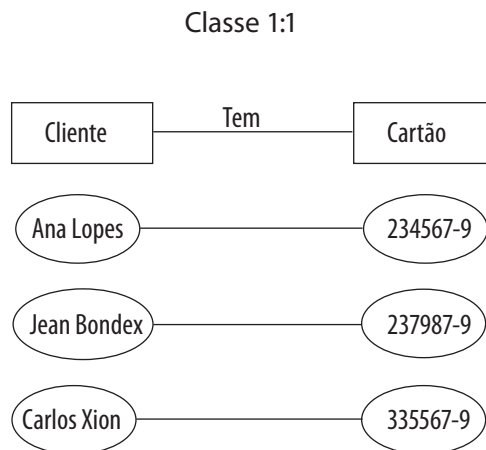 Classe 1:1
Cliente Tem Cartão
Ana Lopes 234567-9
Jean Bondex 237987-9
Carlos Xion 335567-9